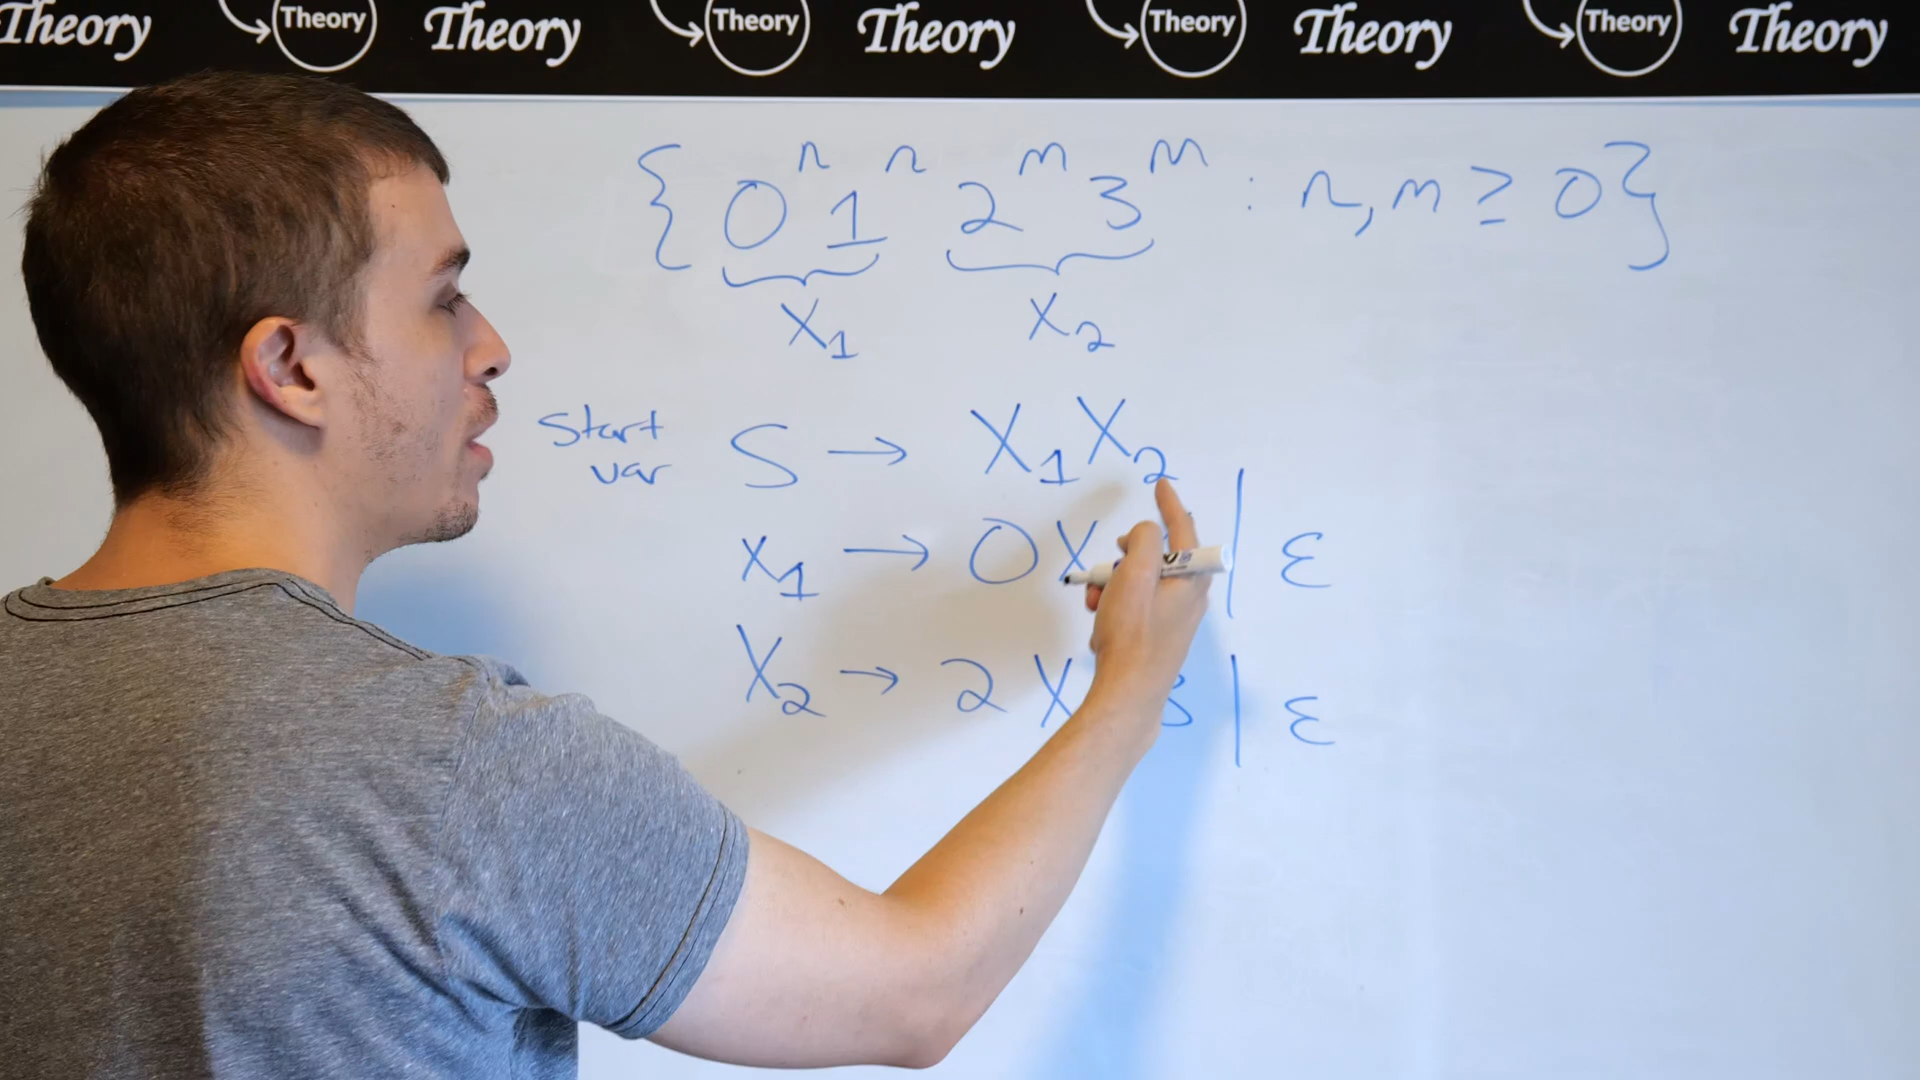 Theory Theory Theory Theory Theory Theory Theory Theory Theory
{0ⁿ1ⁿ2ᵐ3ᵐ : n,m ≥ 0}
X₁ X₂
Start var S → X₁X₂
X₁ → 0X | ε
X₂ → 2X 3 | ε